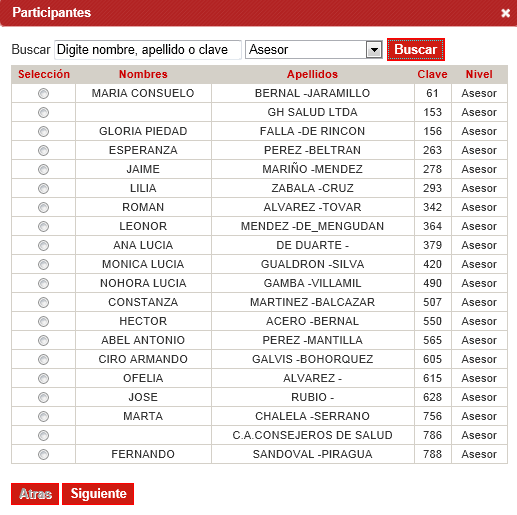 Participantes
Buscar Digite nombre, apellido o clave Asesor Buscar
Selección Nombres Apellidos Clave Nivel
MARIA CONSUELO BERNAL -JARAMILLO 61 Asesor
GH SALUD LTDA 153 Asesor
GLORIA PIEDAD FALLA -DE RINCON 156 Asesor
ESPERANZA PEREZ -BELTRAN 263 Asesor
JAIME MARIÑO -MENDEZ 278 Asesor
LILIA ZABALA -CRUZ 293 Asesor
ROMAN ALVAREZ -TOVAR 342 Asesor
LEONOR MENDEZ -DE_MENGUDAN 364 Asesor
ANA LUCIA DE DUARTE - 379 Asesor
MONICA LUCIA GUALDRON -SILVA 420 Asesor
NOHORA LUCIA GAMBA -VILLAMIL 490 Asesor
CONSTANZA MARTINEZ -BALCAZAR 507 Asesor
HECTOR ACERO -BERNAL 550 Asesor
ABEL ANTONIO PEREZ -MANTILLA 565 Asesor
CIRO ARMANDO GALVIS -BOHORQUEZ 605 Asesor
OFELIA ALVAREZ - 615 Asesor
JOSE RUBIO - 628 Asesor
MARTA CHALELA -SERRANO 756 Asesor
C.A.CONSEJEROS DE SALUD 786 Asesor
FERNANDO SANDOVAL -PIRAGUA 788 Asesor
Atras Siguiente